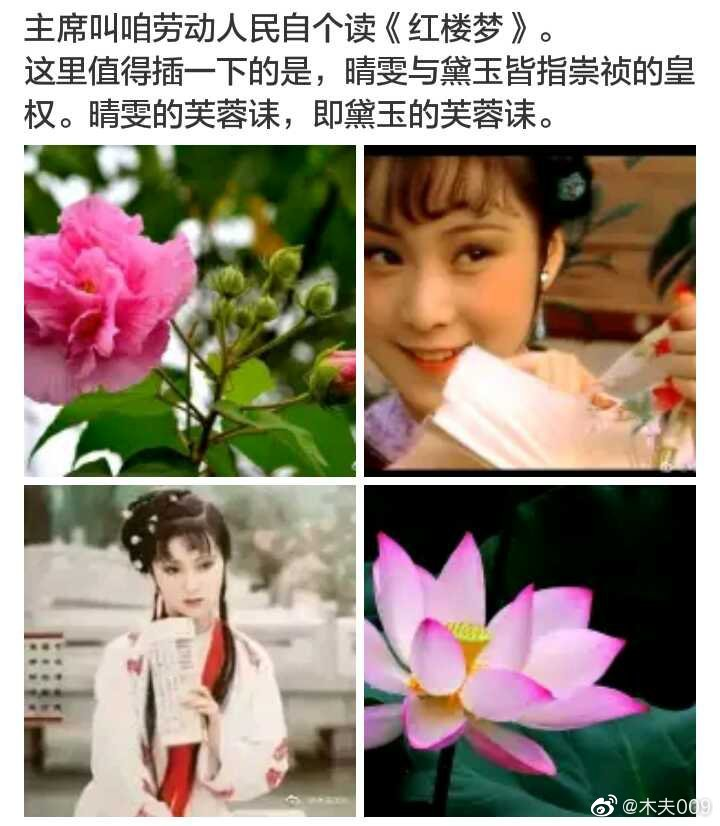 主席叫咱劳动人民自个读《红楼梦》。
这里值得插一下的是，晴雯与黛玉皆指崇祯的皇
权。晴雯的芙蓉诔，即黛玉的芙蓉诔。
@木夫009